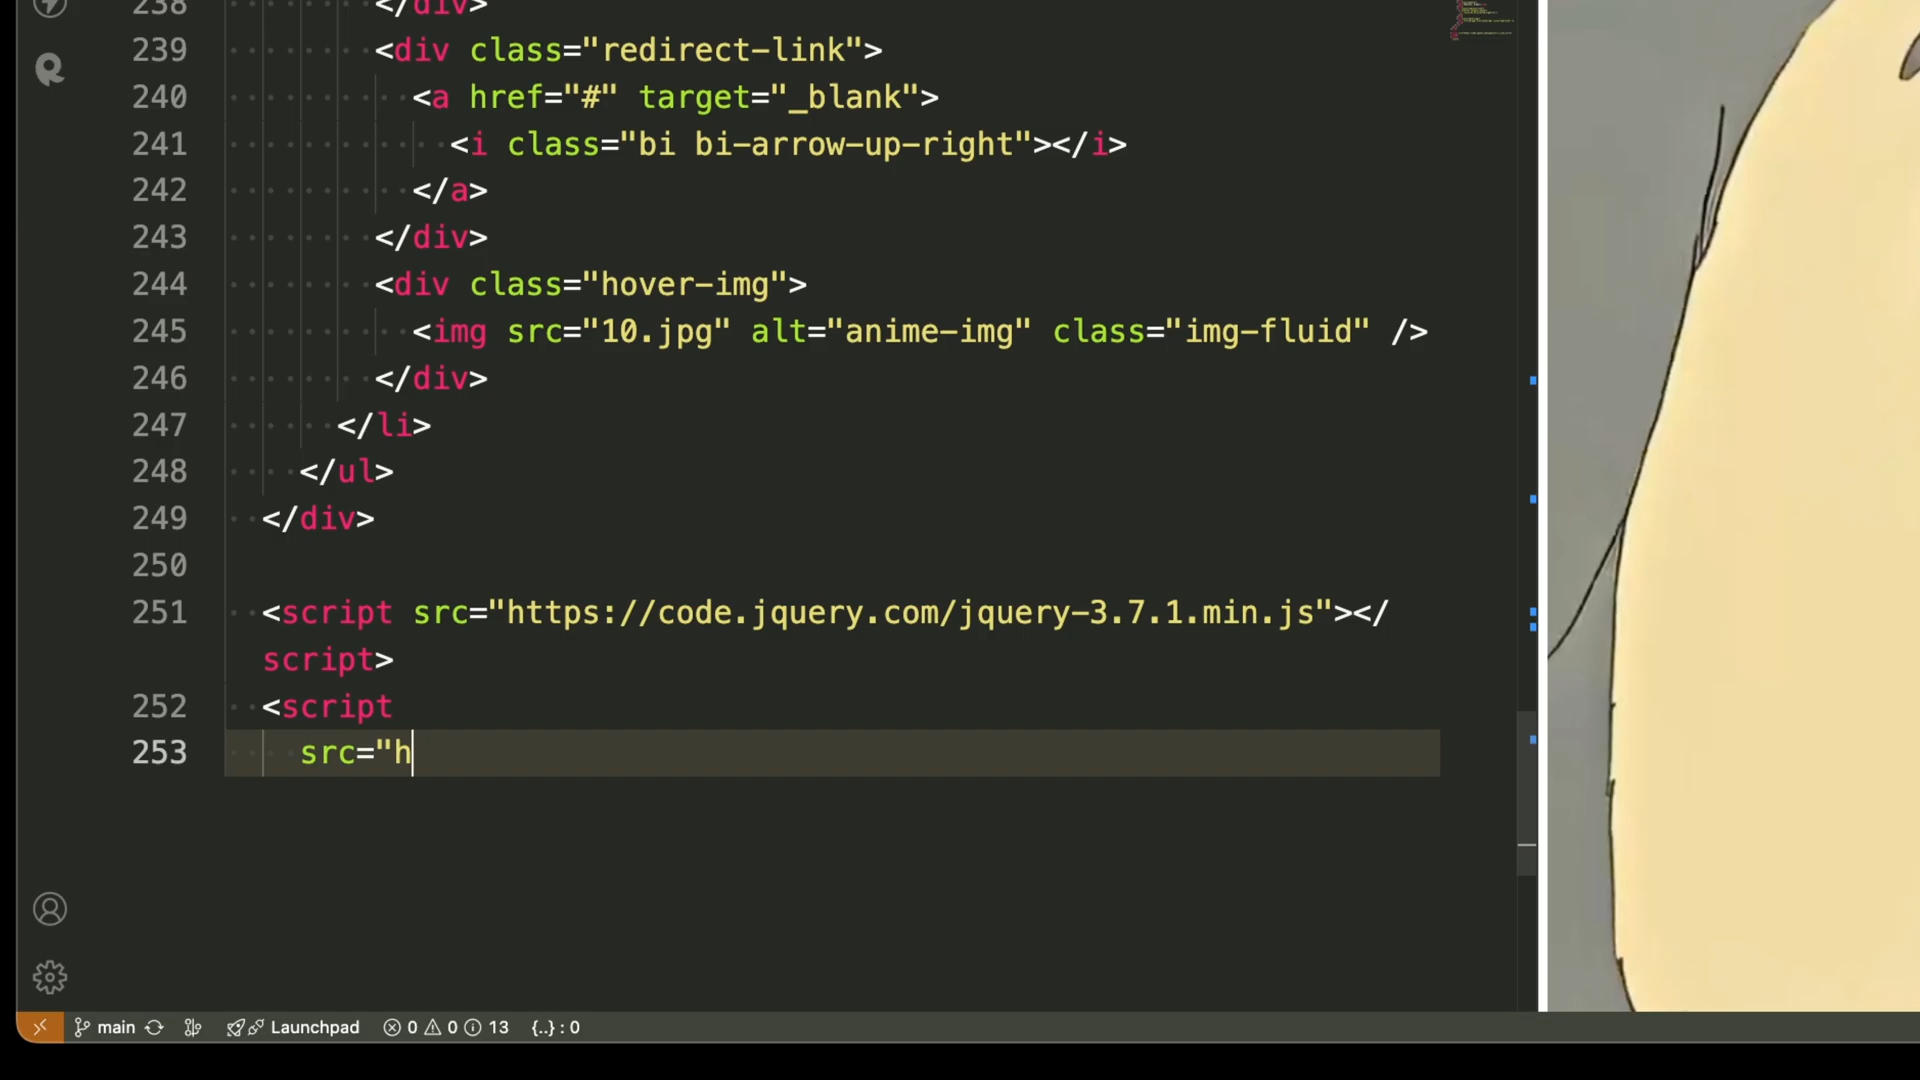 238 </div>
239 <div class="redirect-link">
240 <a href="#" target="_blank">
241 <i class="bi bi-arrow-up-right"></i>
242 </a>
243 </div>
244 <div class="hover-img">
245 <img src="10.jpg" alt="anime-img" class="img-fluid" />
246 </div>
247 </li>
248 </ul>
249 </div>
250
251 <script src="https://code.jquery.com/jquery-3.7.1.min.js"></
script>
252 <script
253 src="h
main Launchpad 0 0 13 {..} : 0